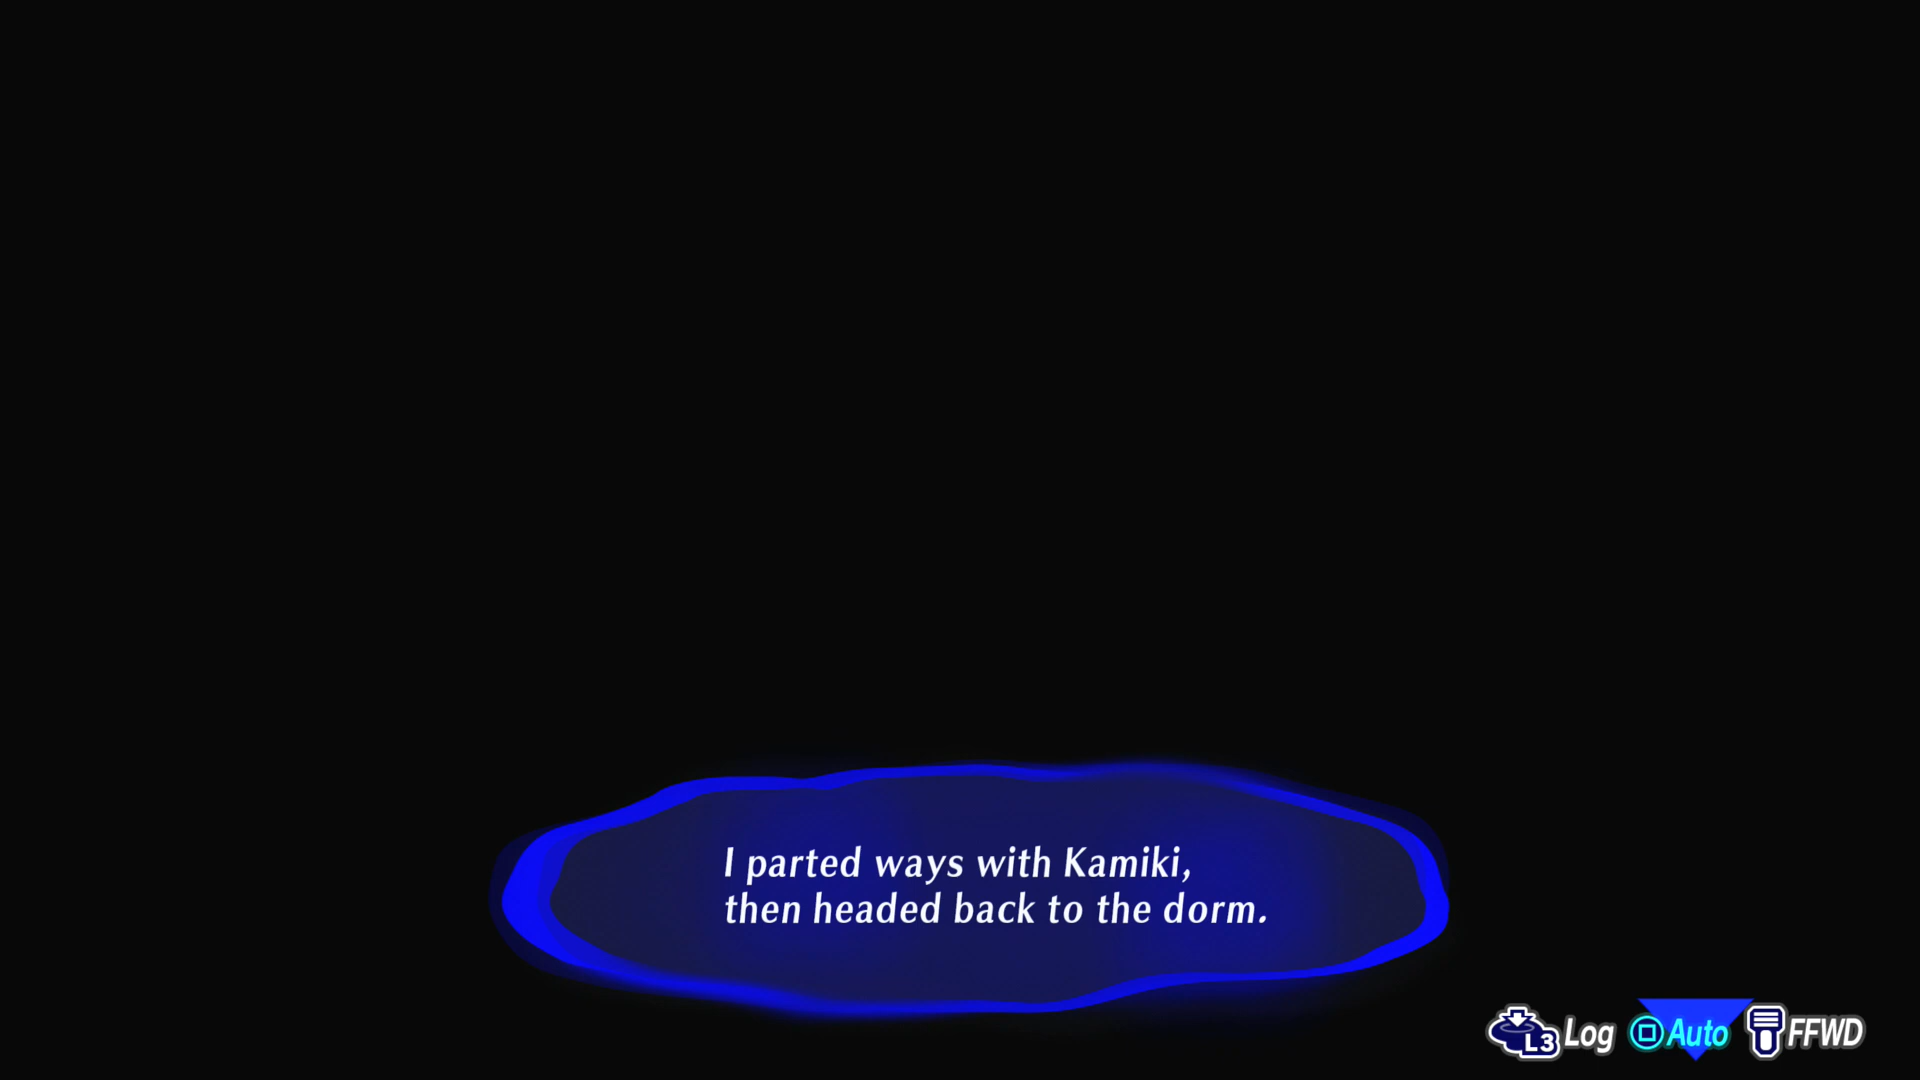 I parted ways with Kamiki,
then headed back to the dorm.
L3 Log Auto FFWD